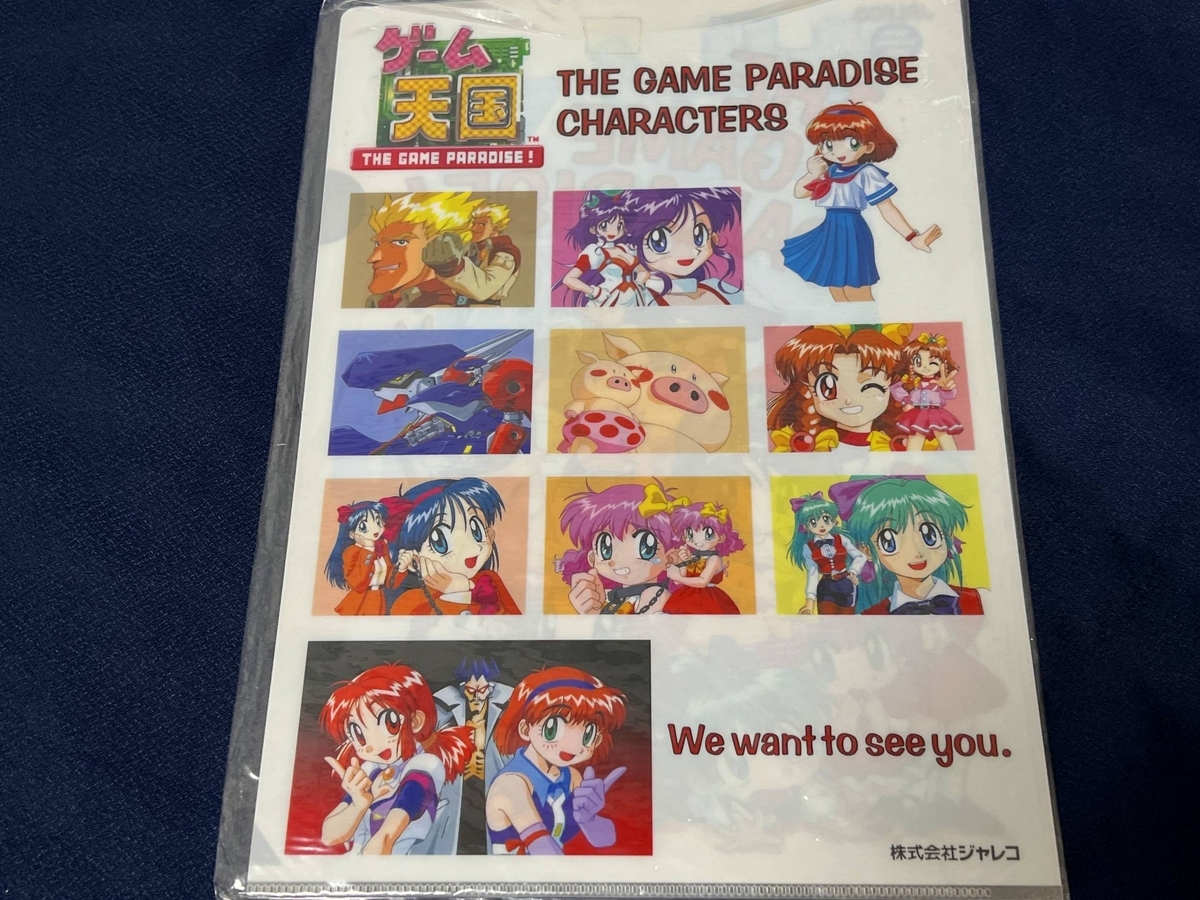 ゲーム
天国
TM
THE GAME PARADISE!
THE GAME PARADISE
CHARACTERS
We want to see you.
株式会社ジャレコ